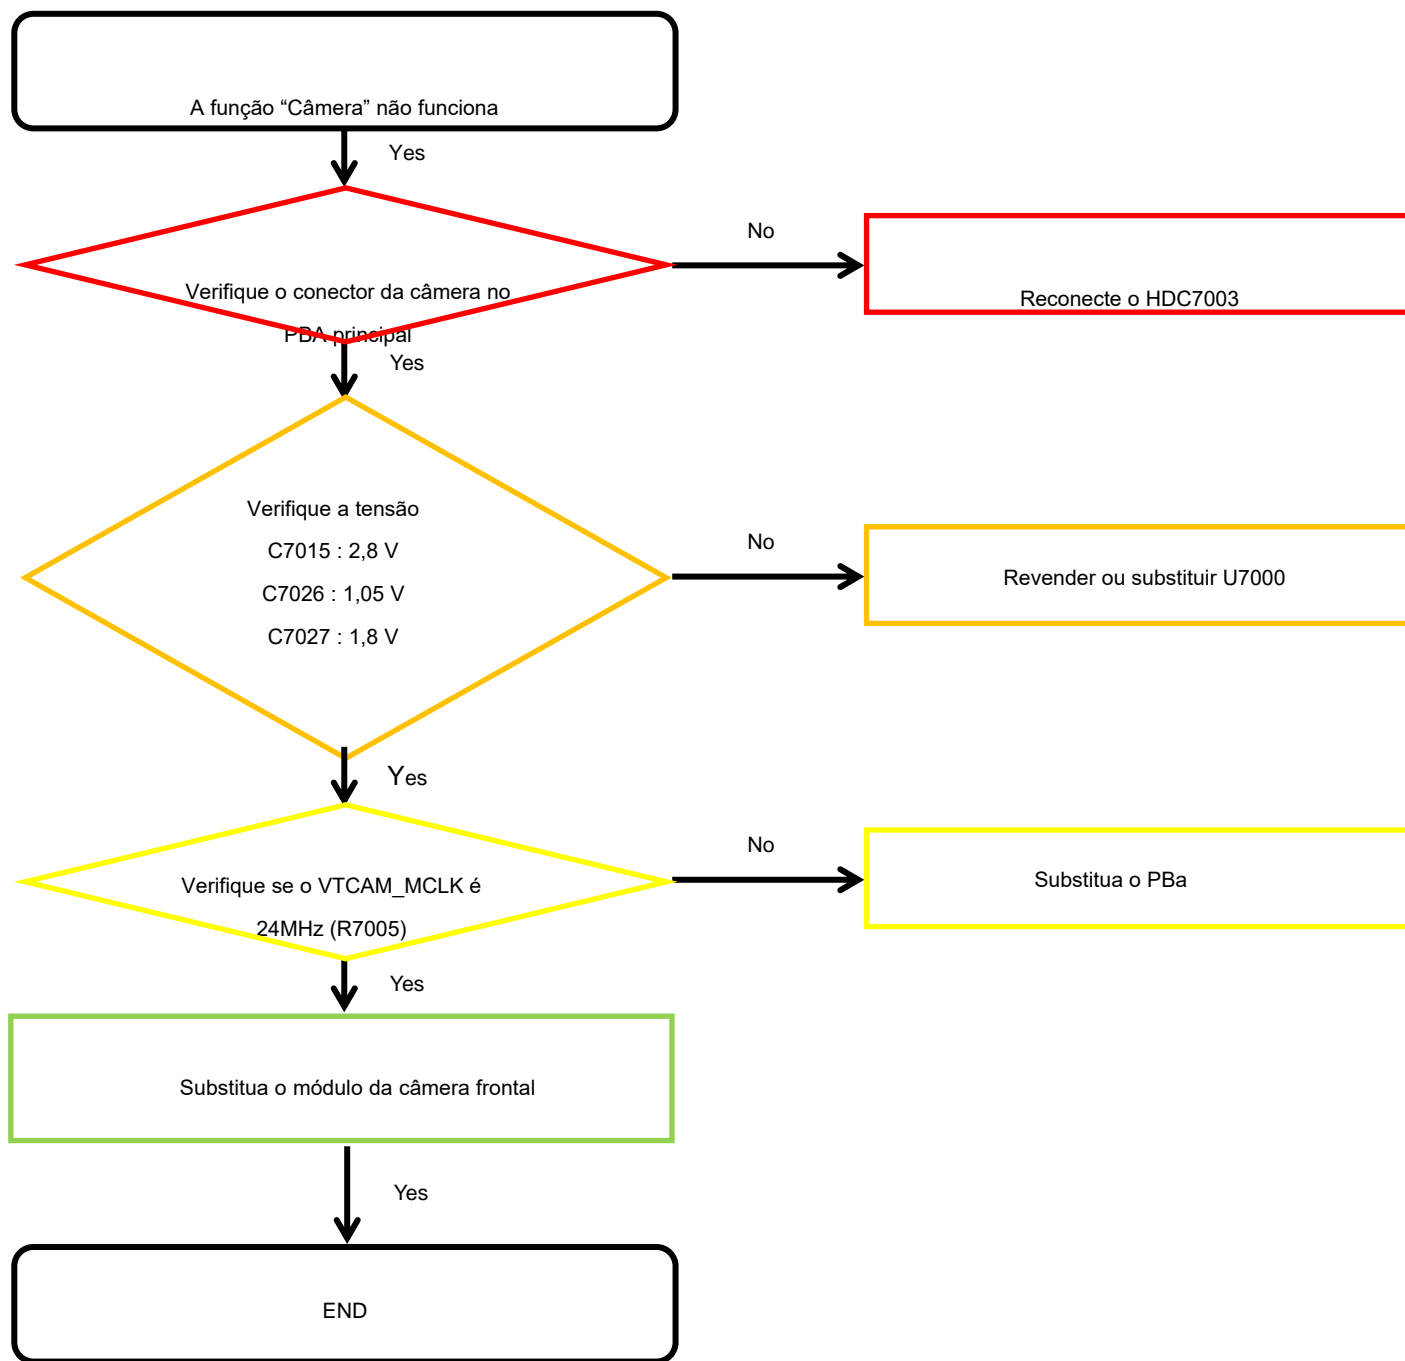 A função “Câmera” não funciona
Yes
No
Verifique o conector da câmera no
PBA principal
Reconecte o HDC7003
Yes
Verifique a tensão
C7015 : 2,8 V
C7026 : 1,05 V
C7027 : 1,8 V
No
Revender ou substituir U7000
Yes
Verifique se o VTCAM_MCLK é
24MHz (R7005)
No
Substitua o PBa
Yes
Substitua o módulo da câmera frontal
Yes
END